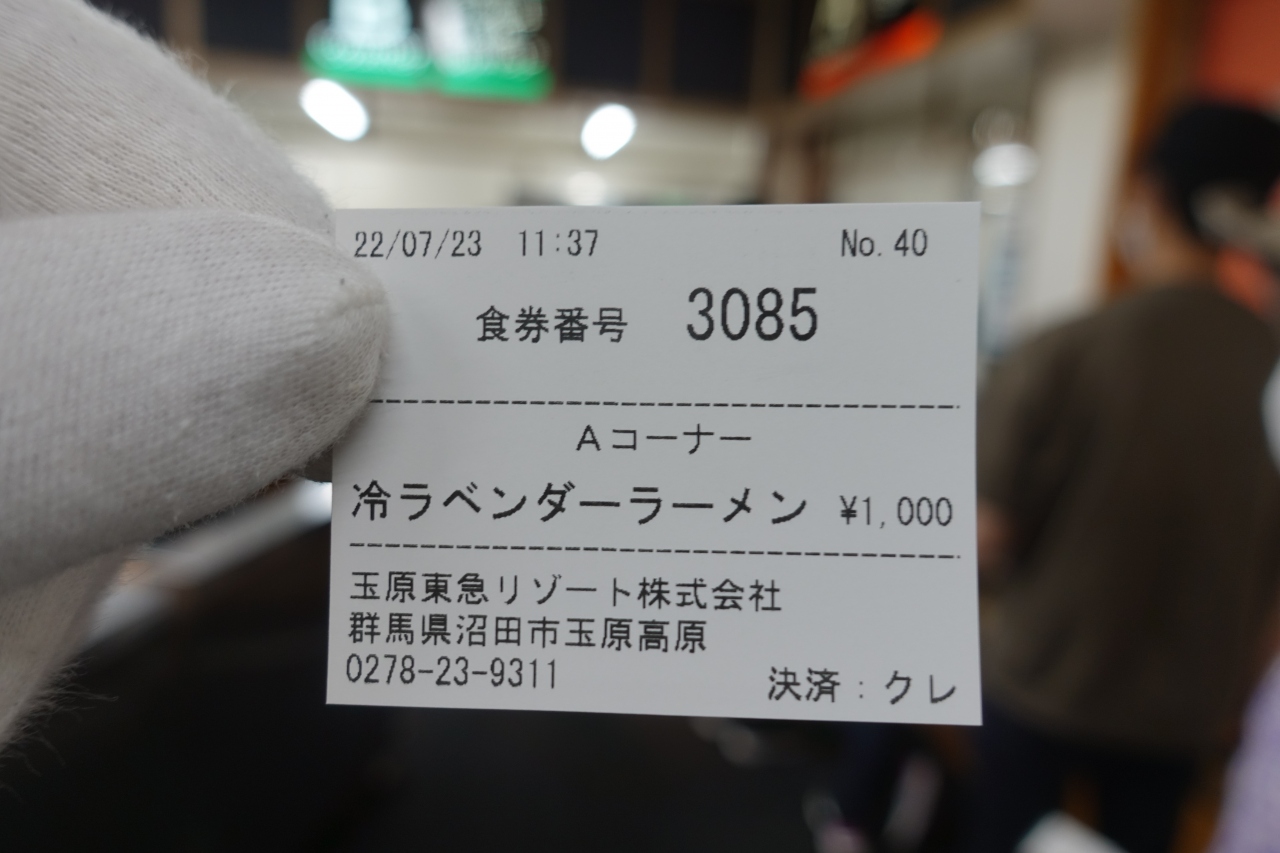 22/07/23 11:37 No.40
食券番号 3085
Aコーナー
冷ラベンダーラーメン ¥1,000
玉原東急リゾート株式会社
群馬県沼田市玉原高原
0278-23-9311
決済：クレ